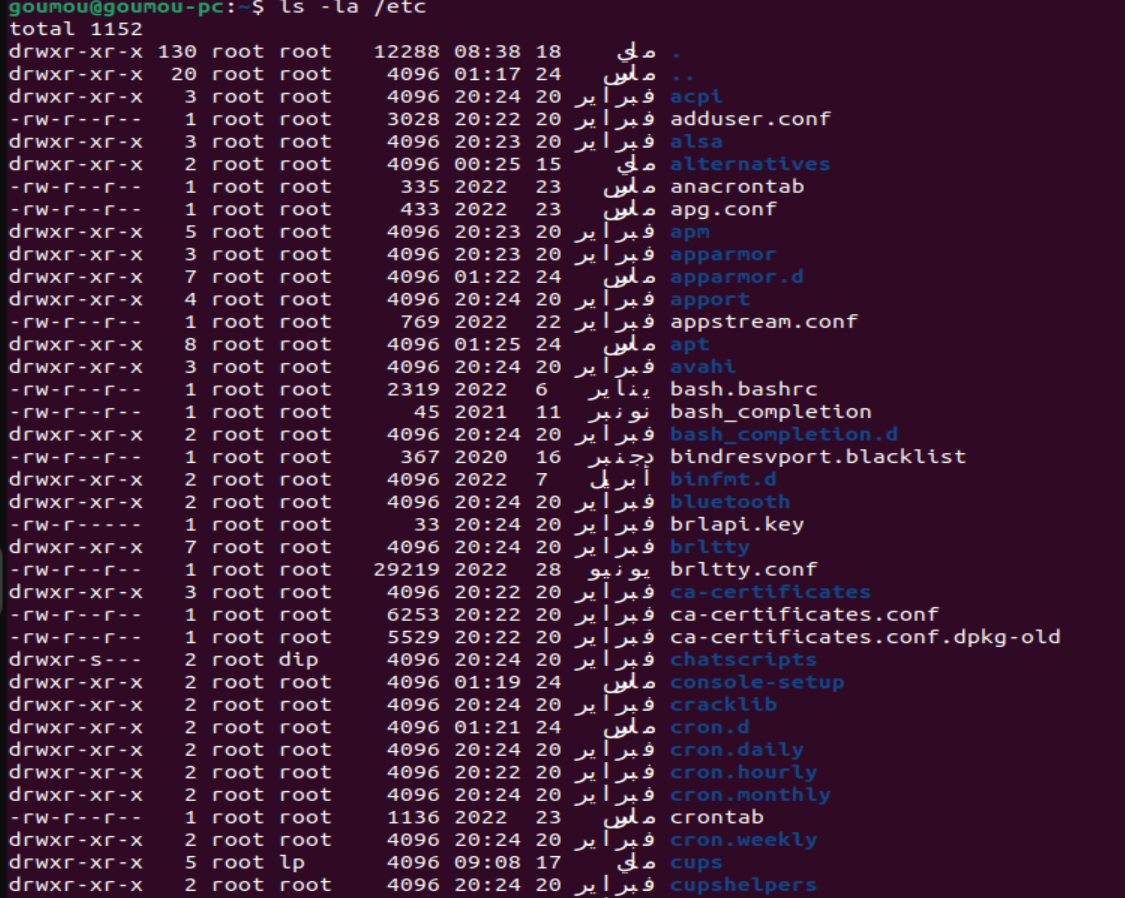 goumou@goumou-pc:~$ ls -la /etc
total 1152
drwxr-xr-x 130 root root 12288 ماي 18 08:38 .
drwxr-xr-x 20 root root 4096 مارس 24 01:17 ..
drwxr-xr-x 3 root root 4096 فبراير 20 20:24 acpi
-rw-r--r-- 1 root root 3028 فبراير 20 20:22 adduser.conf
drwxr-xr-x 3 root root 4096 فبراير 20 20:23 alsa
drwxr-xr-x 2 root root 4096 ماي 15 00:25 alternatives
-rw-r--r-- 1 root root 335 مارس 23 2022 anacrontab
-rw-r--r-- 1 root root 433 مارس 23 2022 apg.conf
drwxr-xr-x 5 root root 4096 فبراير 20 20:23 apm
drwxr-xr-x 3 root root 4096 فبراير 20 20:23 apparmor
drwxr-xr-x 7 root root 4096 مارس 24 01:22 apparmor.d
drwxr-xr-x 4 root root 4096 فبراير 20 20:24 apport
-rw-r--r-- 1 root root 769 فبراير 22 2022 appstream.conf
drwxr-xr-x 8 root root 4096 مارس 24 01:25 apt
drwxr-xr-x 3 root root 4096 فبراير 20 20:24 avahi
-rw-r--r-- 1 root root 2319 يناير 6 2022 bash.bashrc
-rw-r--r-- 1 root root 45 نونبر 11 2021 bash_completion
drwxr-xr-x 2 root root 4096 فبراير 20 20:24 bash_completion.d
-rw-r--r-- 1 root root 367 دجنبر 16 2020 bindresvport.blacklist
drwxr-xr-x 2 root root 4096 أبريل 7 2022 binfmt.d
drwxr-xr-x 2 root root 4096 فبراير 20 20:24 bluetooth
-rw-r----- 1 root root 33 فبراير 20 20:24 brlapi.key
drwxr-xr-x 7 root root 4096 فبراير 20 20:24 brltty
-rw-r--r-- 1 root root 29219 يونيو 28 2022 brltty.conf
drwxr-xr-x 3 root root 4096 فبراير 20 20:22 ca-certificates
-rw-r--r-- 1 root root 6253 فبراير 20 20:22 ca-certificates.conf
-rw-r--r-- 1 root root 5529 فبراير 20 20:22 ca-certificates.conf.dpkg-old
drwxr-s--- 2 root dip 4096 فبراير 20 20:24 chatscripts
drwxr-xr-x 2 root root 4096 مارس 24 01:19 console-setup
drwxr-xr-x 2 root root 4096 فبراير 20 20:24 cracklib
drwxr-xr-x 2 root root 4096 مارس 24 01:21 cron.d
drwxr-xr-x 2 root root 4096 فبراير 20 20:24 cron.daily
drwxr-xr-x 2 root root 4096 فبراير 20 20:22 cron.hourly
drwxr-xr-x 2 root root 4096 فبراير 20 20:24 cron.monthly
-rw-r--r-- 1 root root 1136 مارس 23 2022 crontab
drwxr-xr-x 2 root root 4096 فبراير 20 20:24 cron.weekly
drwxr-xr-x 5 root lp 4096 ماي 17 09:08 cups
drwxr-xr-x 2 root root 4096 فبراير 20 20:24 cupshelpers